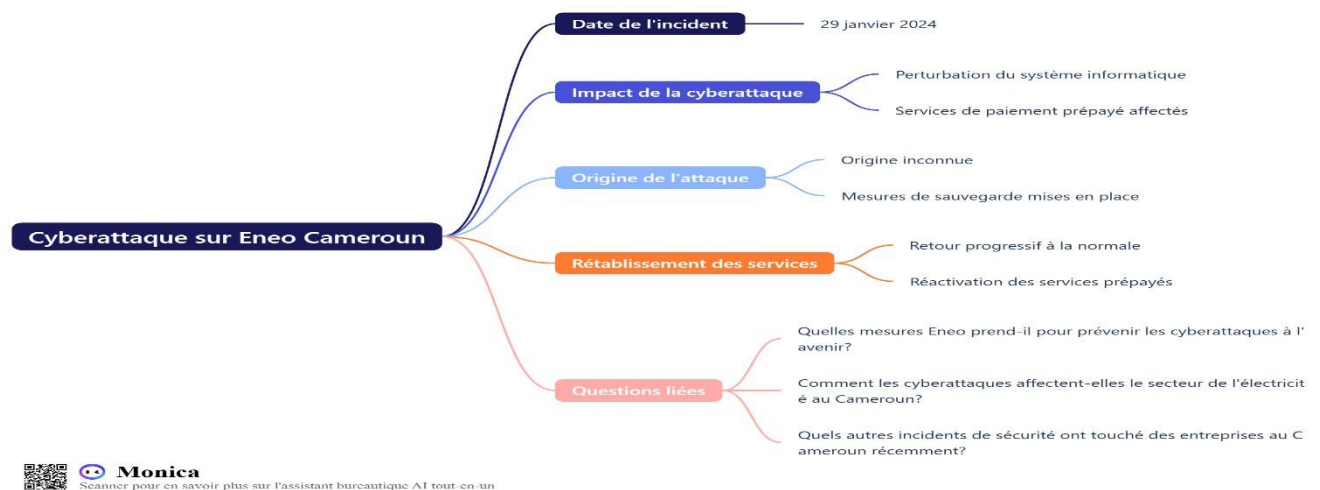 Cyberattaque sur Eneo Cameroun
Date de l'incident
29 janvier 2024
Impact de la cyberattaque
Perturbation du système informatique
Services de paiement prépayé affectés
Origine de l'attaque
Origine inconnue
Mesures de sauvegarde mises en place
Rétablissement des services
Retour progressif à la normale
Réactivation des services prépayés
Questions liées
Quelles mesures Eneo prend-il pour prévenir les cyberattaques à l'
avenir?
Comment les cyberattaques affectent-elles le secteur de l'électricit
é au Cameroun?
Quels autres incidents de sécurité ont touché des entreprises au C
ameroun récemment?
Monica
Scanner pour en savoir plus sur l'assistant bureautique AI tout-en-un